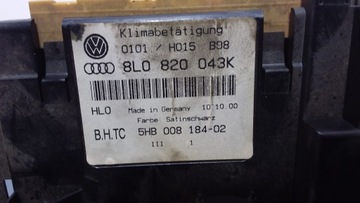 Klimabetätigung
0101 / H015 B98
8L0 820 043K
HLO Made in Germany 10.10.00
Farbe Satinschwarz
B.H.TC 5HB 008 184-02
III 1